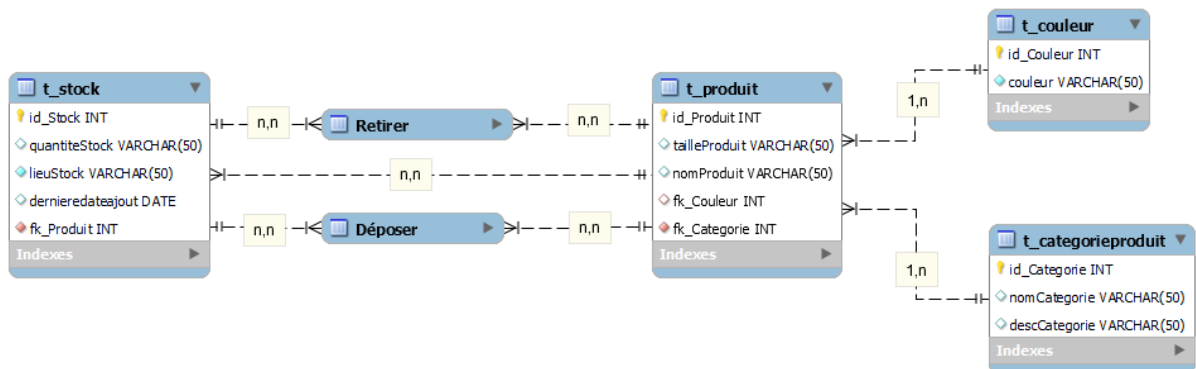 t_stock
id_Stock INT
quantiteStock VARCHAR(50)
lieuStock VARCHAR(50)
dernieredateajout DATE
fk_Produit INT
Indexes
n,n
Retirer
n,n
n,n
n,n
Déposer
n,n
t_produit
id_Produit INT
tailleProduit VARCHAR(50)
nomProduit VARCHAR(50)
fk_Couleur INT
fk_Categorie INT
Indexes
1,n
1,n
t_couleur
id_Couleur INT
couleur VARCHAR(50)
Indexes
t_categorieproduit
id_Categorie INT
nomCategorie VARCHAR(50)
descCategorie VARCHAR(50)
Indexes